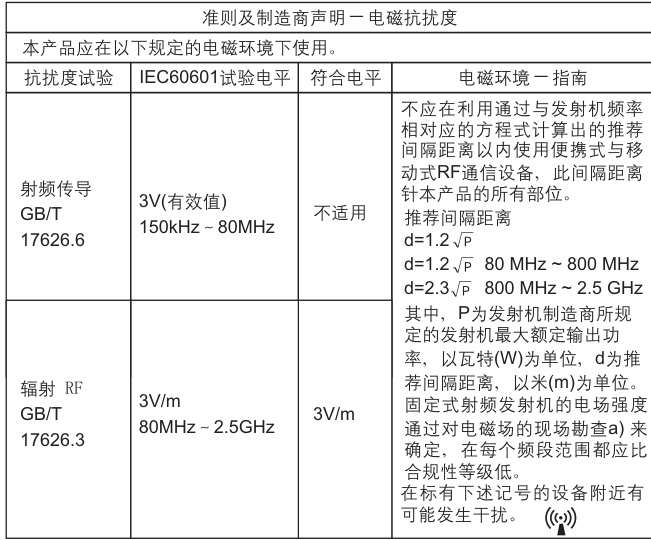 准则及制造商声明－电磁抗扰度
本产品应在以下规定的电磁环境下使用。
抗扰度试验 IEC60601试验电平 符合电平 电磁环境－指南
射频传导
GB/T
17626.6
3V(有效值)
150kHz ~ 80MHz
不适用
辐射 RF
GB/T
17626.3
3V/m
80MHz ~ 2.5GHz
3V/m
不应在利用通过与发射机频率
相对应的方程式计算出的推荐
间隔距离以内使用便携式与移
动式RF通信设备，此间隔距离
针本产品的所有部位。
推荐间隔距离
d=1.2√P
d=1.2√P 80 MHz ~ 800 MHz
d=2.3√P 800 MHz ~ 2.5 GHz
其中，P为发射机制造商所规
定的发射机最大额定输出功
率，以瓦特(W)为单位，d为推
荐间隔距离，以米(m)为单位。
固定式射频发射机的电场强度
通过对电磁场的现场勘查a) 来
确定，在每个频段范围都应比
合规性等级低。
在标有下述记号的设备附近有
可能发生干扰。